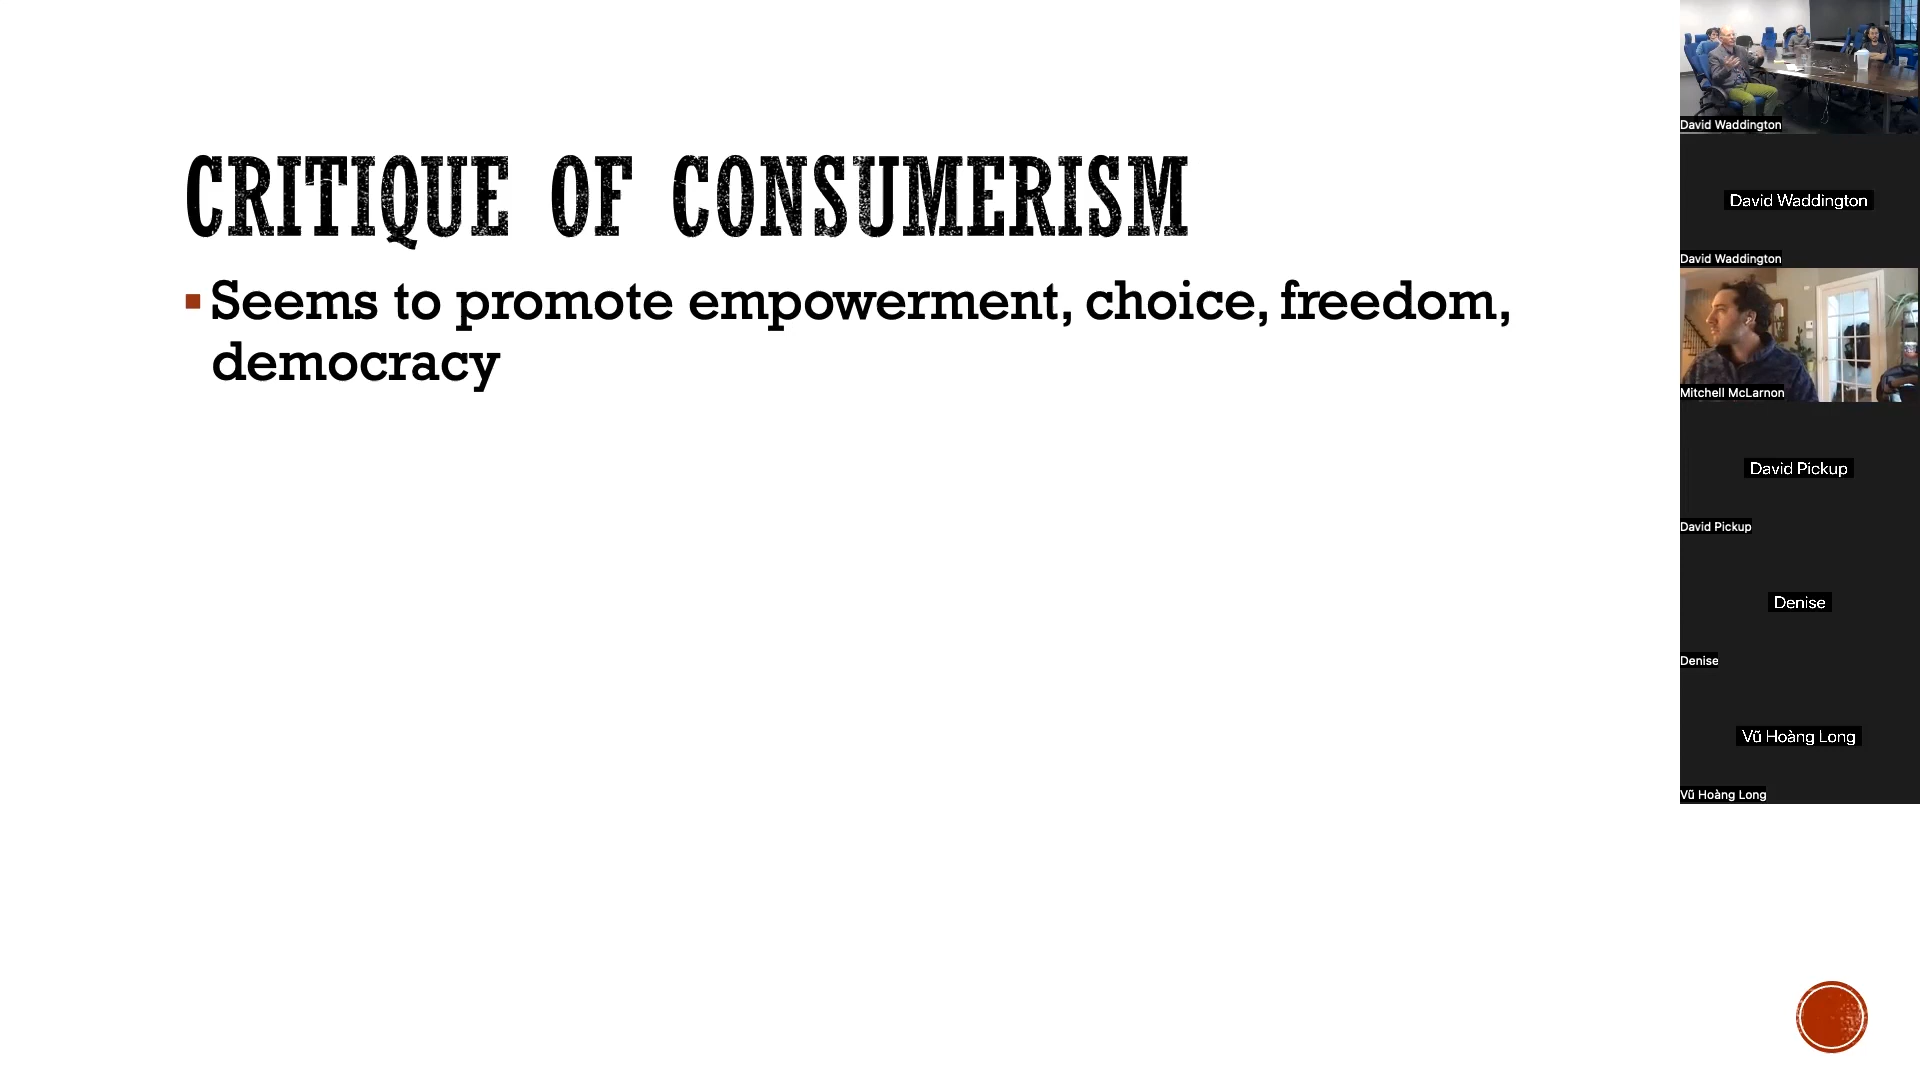 CRITIQUE OF CONSUMERISM
Seems to promote empowerment, choice, freedom,
democracy
David Waddington
David Waddington
David Waddington
Mitchell McLarnon
David Pickup
David Pickup
Denise
Denise
Vũ Hoàng Long
Vũ Hoàng Long